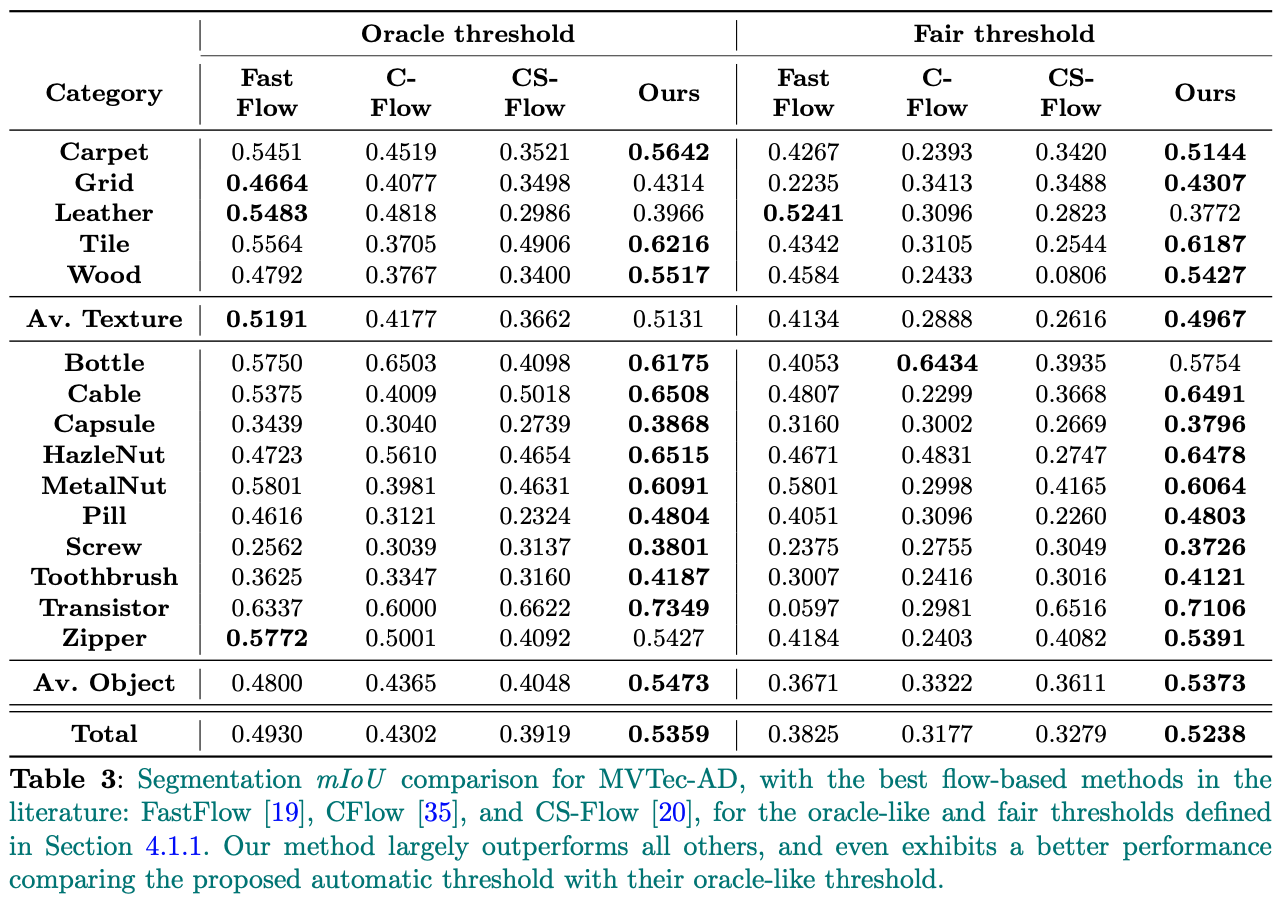 Oracle threshold Fair threshold
Category Fast Flow C-Flow CS-Flow Ours Fast Flow C-Flow CS-Flow Ours
Carpet 0.5451 0.4519 0.3521 0.5642 0.4267 0.2393 0.3420 0.5144
Grid 0.4664 0.4077 0.3498 0.4314 0.2235 0.3413 0.3488 0.4307
Leather 0.5483 0.4818 0.2986 0.3966 0.5241 0.3096 0.2823 0.3772
Tile 0.5564 0.3705 0.4906 0.6216 0.4342 0.3105 0.2544 0.6187
Wood 0.4792 0.3767 0.3400 0.5517 0.4584 0.2433 0.0806 0.5427
Av. Texture 0.5191 0.4177 0.3662 0.5131 0.4134 0.2888 0.2616 0.4967
Bottle 0.5750 0.6503 0.4098 0.6175 0.4053 0.6434 0.3935 0.5754
Cable 0.5375 0.4009 0.5018 0.6508 0.4807 0.2299 0.3668 0.6491
Capsule 0.3439 0.3040 0.2739 0.3868 0.3160 0.3002 0.2669 0.3796
HazleNut 0.4723 0.5610 0.4654 0.6515 0.4671 0.4831 0.2747 0.6478
MetalNut 0.5801 0.3981 0.4631 0.6091 0.5801 0.2998 0.4165 0.6064
Pill 0.4616 0.3121 0.2324 0.4804 0.4051 0.3096 0.2260 0.4803
Screw 0.2562 0.3039 0.3137 0.3801 0.2375 0.2755 0.3049 0.3726
Toothbrush 0.3625 0.3347 0.3160 0.4187 0.3007 0.2416 0.3016 0.4121
Transistor 0.6337 0.6000 0.6622 0.7349 0.0597 0.2981 0.6516 0.7106
Zipper 0.5772 0.5001 0.4092 0.5427 0.4184 0.2403 0.4082 0.5391
Av. Object 0.4800 0.4365 0.4048 0.5473 0.3671 0.3322 0.3611 0.5373
Total 0.4930 0.4302 0.3919 0.5359 0.3825 0.3177 0.3279 0.5238
Table 3: Segmentation mIoU comparison for MVTec-AD, with the best flow-based methods in the
literature: FastFlow [19], CFlow [35], and CS-Flow [20], for the oracle-like and fair thresholds defined
in Section 4.1.1. Our method largely outperforms all others, and even exhibits a better performance
comparing the proposed automatic threshold with their oracle-like threshold.